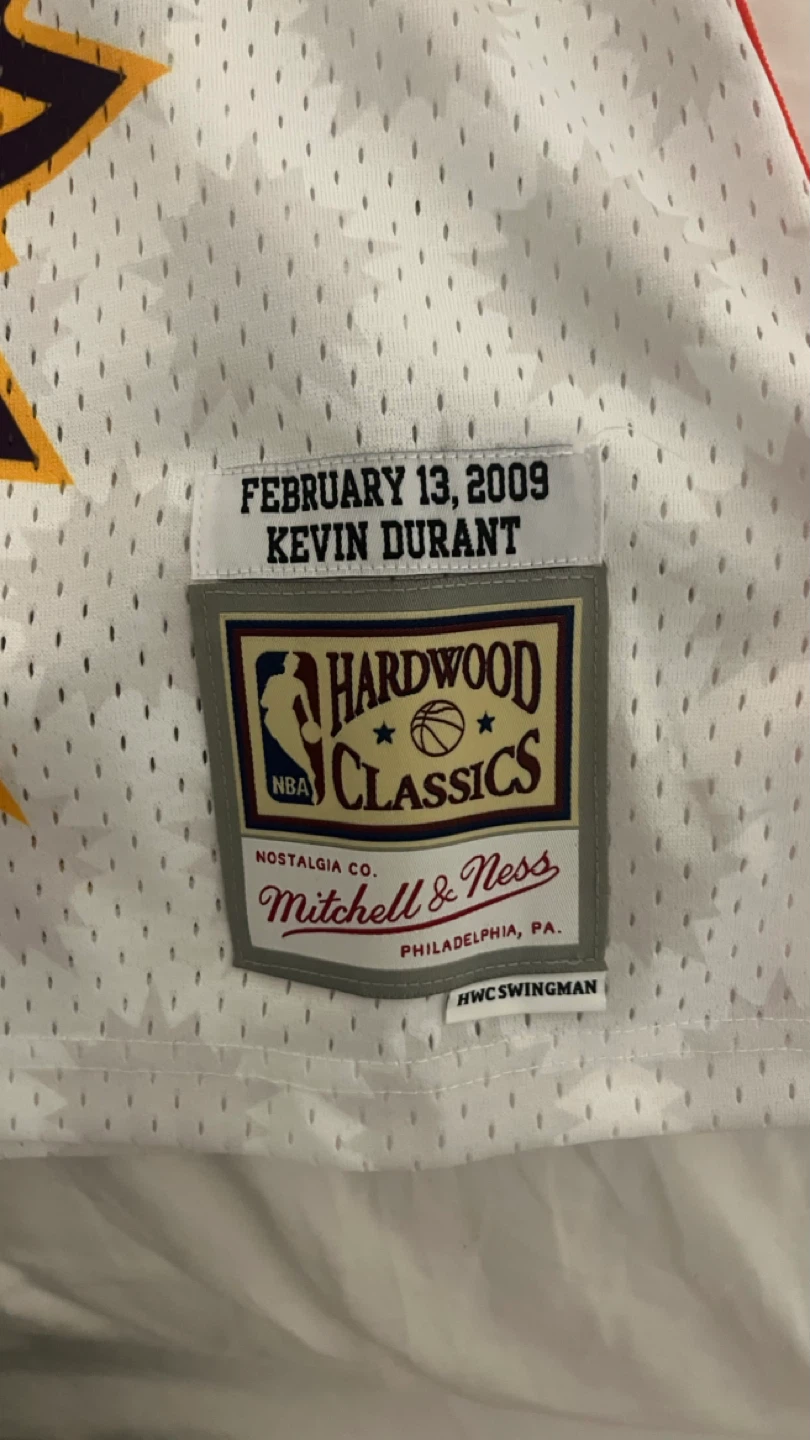 FEBRUARY 13, 2009
KEVIN DURANT
HARDWOOD
CLASSICS
NBA
NOSTALGIA CO.
Mitchell & Ness
PHILADELPHIA, PA.
HWC SWINGMAN